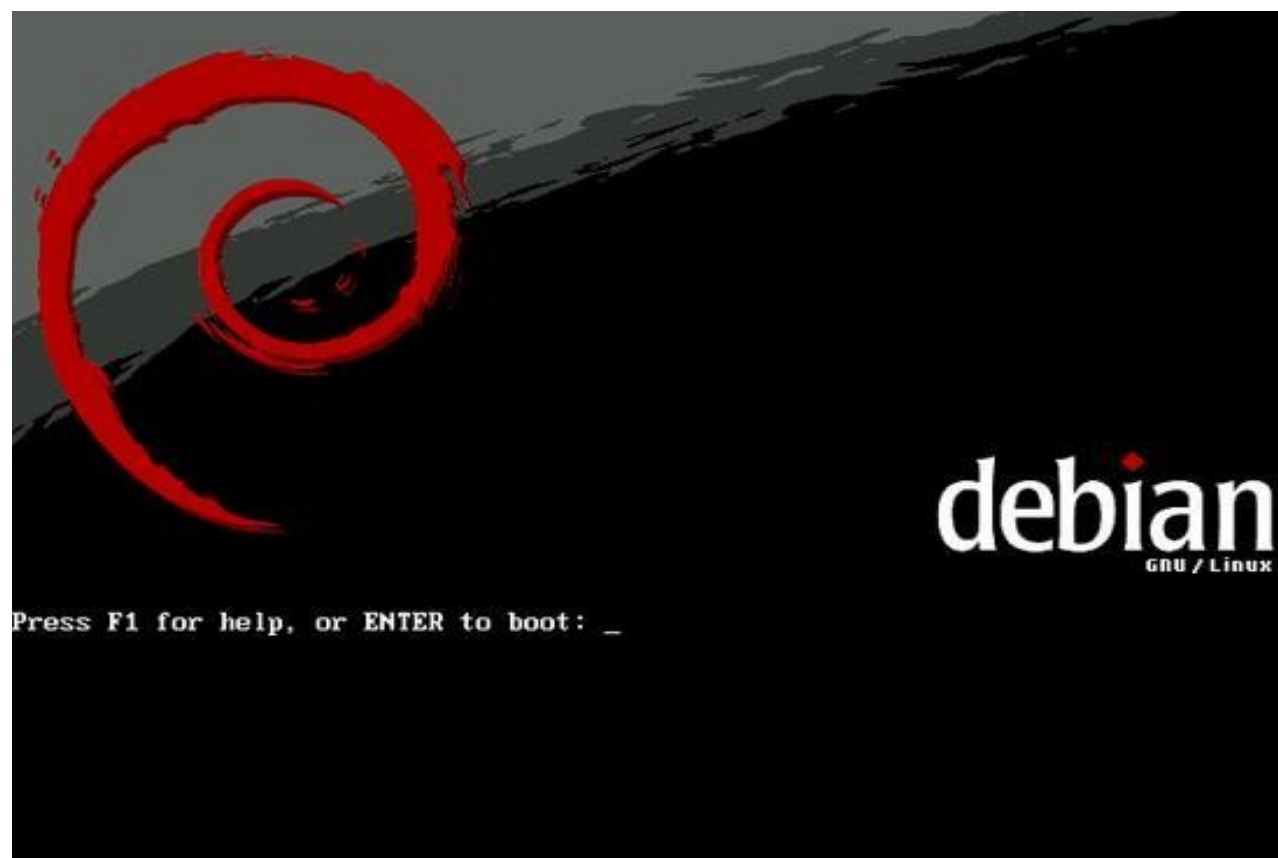 debian
GNU / Linux
Press F1 for help, or ENTER to boot: _